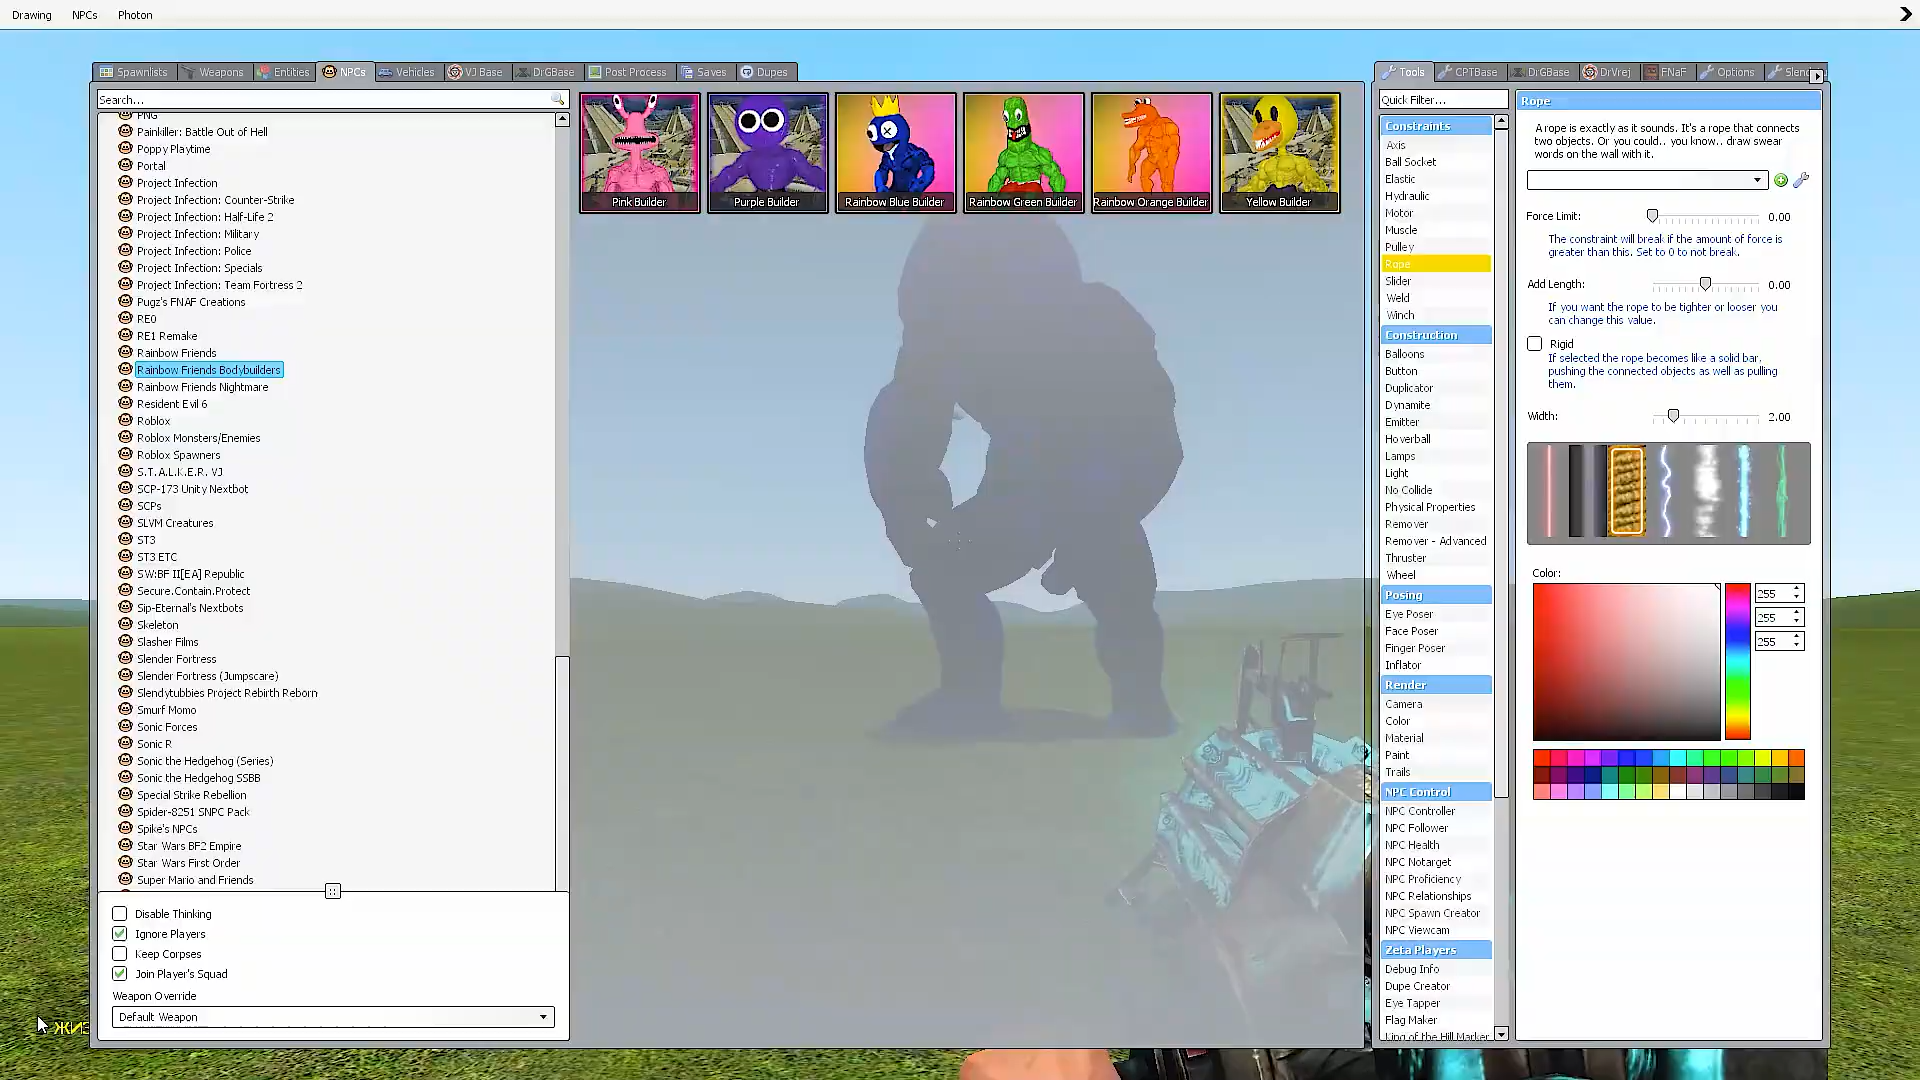 Drawing NPCs Photon
Spawnlists Weapons Entities NPCs Vehicles VJ Base DrGBase Post Process Saves Dupes
Search...
PNG
Painkiller: Battle Out of Hell
Poppy Playtime
Portal
Project Infection
Project Infection: Counter-Strike
Project Infection: Half-Life 2
Project Infection: Military
Project Infection: Police
Project Infection: Specials
Project Infection: Team Fortress 2
Pugz's FNAF Creations
RE0
RE1 Remake
Rainbow Friends
Rainbow Friends Bodybuilders
Rainbow Friends Nightmare
Resident Evil 6
Roblox
Roblox Monsters/Enemies
Roblox Spawners
S.T.A.L.K.E.R. VJ
SCP-173 Unity Nextbot
SCPs
SLVM Creatures
ST3
ST3 ETC
SW:BF II[EA] Republic
Secure.Contain.Protect
Sip-Eternal's Nextbots
Skeleton
Slasher Films
Slender Fortress
Slender Fortress (Jumpscare)
Slendytubbies Project Rebirth Reborn
Smurf Momo
Sonic Forces
Sonic R
Sonic the Hedgehog (Series)
Sonic the Hedgehog SSBB
Special Strike Rebellion
Spider-8251 SNPC Pack
Spike's NPCs
Star Wars BF2 Empire
Star Wars First Order
Super Mario and Friends
Disable Thinking
Ignore Players
Keep Corpses
Join Player's Squad
Weapon Override
Default Weapon
Pink Builder
Purple Builder
Rainbow Blue Builder
Rainbow Green Builder
Rainbow Orange Builder
Yellow Builder
Tools CPTBase DrGBase DrVrej FNaF Options
Quick Filter...
Constraints
Axis
Ball Socket
Elastic
Hydraulic
Motor
Muscle
Pulley
Rope
Slider
Weld
Winch
Construction
Balloons
Button
Duplicator
Dynamite
Emitter
Hoverball
Lamps
Light
No Collide
Physical Properties
Remover
Remover - Advanced
Thruster
Wheel
Posing
Eye Poser
Face Poser
Finger Poser
Inflator
Render
Camera
Color
Material
Paint
Trails
NPC Control
NPC Controller
NPC Follower
NPC Health
NPC Notarget
NPC Proficiency
NPC Relationships
NPC Spawn Creator
NPC Viewcam
Zeta Players
Debug Info
Dupe Creator
Eye Tapper
Flag Maker
King of the Hill Marker
Rope
A rope is exactly as it sounds. It's a rope that connects
two objects. Or you could.. you know.. draw swear
words on the wall with it.
Force Limit: 0.00
The constraint will break if the amount of force is
greater than this. Set to 0 to not break.
Add Length: 0.00
If you want the rope to be tighter or looser you
can change this value.
Rigid
If selected the rope becomes like a solid bar,
pushing the connected objects as well as pulling
them.
Width: 2.00
Color:
255
255
255